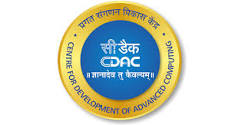 प्रगत संगणन विकास केंद्र
सी डैक
CDAC
॥ ज्ञानादेव तु कैवल्यम् ॥
CENTRE FOR DEVELOPMENT OF ADVANCED COMPUTING